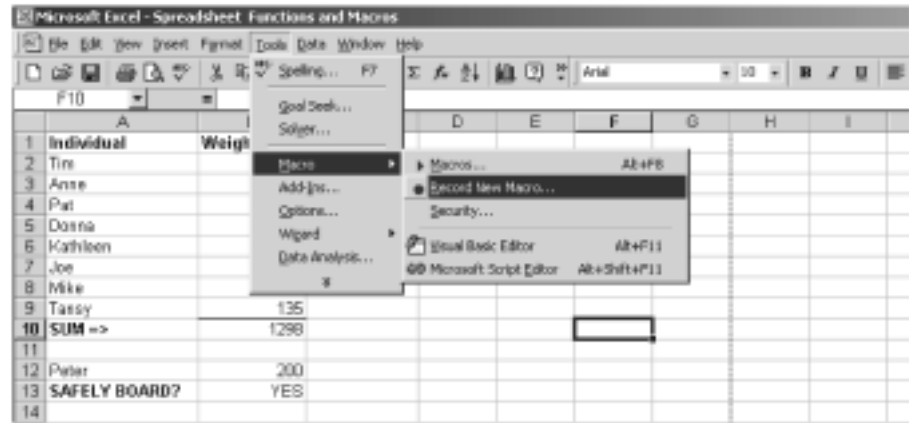 Microsoft Excel - Spreadsheet Functions and Macros
File Edit View Insert Format Tools Data Window Help
Arial 10 B I U
F10 =
A D E F G H I
1 Individual Weigh
2 Tim
3 Anne
4 Pat
5 Donna
6 Kathleen
7 Joe
8 Mike
9 Tansy 135
10 SUM => 1298
11
12 Peter 200
13 SAFELY BOARD? YES
14
Spelling... F7
Goal Seek...
Solver...
Macro
Add-Ins...
Options...
Wizard
Data Analysis...
Macros... Alt+F8
Record New Macro...
Security...
Visual Basic Editor Alt+F11
Microsoft Script Editor Alt+Shift+F11